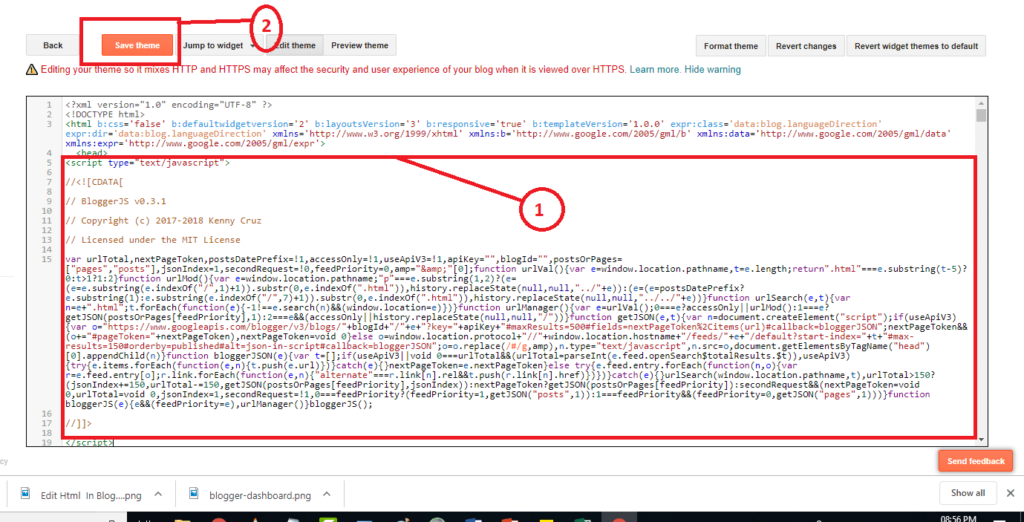 2
Back Save theme Jump to widget Edit theme Preview theme Format theme Revert changes Revert widget themes to default
Editing your theme so it mixes HTTP and HTTPS may affect the security and user experience of your blog when it is viewed over HTTPS. Learn more. Hide warning
1 <?xml version="1.0" encoding="UTF-8" ?>
2 <!DOCTYPE html>
3 <html b:css='false' b:defaultwidgetversion='2' b:layoutsVersion='3' b:responsive='true' b:templateVersion='1.0.0' expr:class='data:blog.languageDirection'
expr:dir='data:blog.languageDirection' xmlns='http://www.w3.org/1999/xhtml' xmlns:b='http://www.google.com/2005/gml/b' xmlns:data='http://www.google.com/2005/gml/data'
xmlns:expr='http://www.google.com/2005/gml/expr'>
4 <head>
5 <script type="text/javascript">
6
7 //<![CDATA[
8
9 // BloggerJS v0.3.1
10
11 // Copyright (c) 2017-2018 Kenny Cruz
12
13 // Licensed under the MIT License
14
1
15 var urlTotal,nextPageToken,postsDatePrefix=!1,accessOnly=!1,useApiV3=!1,apiKey="",blogId="",postsOrPages=
["pages","posts"],jsonIndex=1,secondRequest=!0,feedPriority=0,amp="&amp;"[0];function urlVal(){var e=window.location.pathname,t=e.length;return".html"===e.substring(t-5)?
0:t>1?1:2}function urlMod(){var e=window.location.pathname;"p"===e.substring(1,2)?(e=
(e=e.substring(e.indexOf("/",1)+1)).substr(0,e.indexOf(".html")),history.replaceState(null,null,"../"+e)):(e=(e=postsDatePrefix?
e.substring(1):e.substring(e.indexOf("/",7)+1)).substr(0,e.indexOf(".html")),history.replaceState(null,null,"../../"+e))}function urlSearch(e,t){var
n=e+".html";t.forEach(function(e){-1!==e.search(n)&&(window.location=e)})}function urlManager(){var e=urlVal();0===e?accessOnly||urlMod():1===e?
getJSON(postsOrPages[feedPriority],1):2===e&&(accessOnly||history.replaceState(null,null,"/"))}function getJSON(e,t){var n=document.createElement("script");if(useApiV3)
{var o="https://www.googleapis.com/blogger/v3/blogs/"+blogId+"/"+e+"?key="+apiKey+"#maxResults=500#fields=nextPageToken%2Citems(url)#callback=bloggerJSON";nextPageToken&&
(o+="#pageToken="+nextPageToken),nextPageToken=void 0}else o=window.location.protocol+"//"+window.location.hostname+"/feeds/"+e+"/default?start-index="+t+"#max-
results=150#orderby=published#alt=json-in-script#callback=bloggerJSON";o=o.replace(/#/g,amp),n.type="text/javascript",n.src=o,document.getElementsByTagName("head")
[0].appendChild(n)}function bloggerJSON(e){var t=[];if(useApiV3||void 0===urlTotal&&(urlTotal=parseInt(e.feed.openSearch$totalResults.$t)),useApiV3)
{try{e.items.forEach(function(e,n){t.push(e.url)})}catch(e){}nextPageToken=e.nextPageToken}else try{e.feed.entry.forEach(function(n,o){var
r=e.feed.entry[o];r.link.forEach(function(e,n){"alternate"===r.link[n].rel&&t.push(r.link[n].href)})})}catch(e){}urlSearch(window.location.pathname,t),urlTotal>150?
(jsonIndex+=150,urlTotal-=150,getJSON(postsOrPages[feedPriority],jsonIndex)):nextPageToken?getJSON(postsOrPages[feedPriority]):secondRequest&&(nextPageToken=void
0,urlTotal=void 0,jsonIndex=1,secondRequest=!1,0===feedPriority?(feedPriority=1,getJSON("posts",1)):1===feedPriority&&(feedPriority=0,getJSON("pages",1)))}function
bloggerJS(e){e&&(feedPriority=e),urlManager()}bloggerJS();
16
17 //]]>
18
19 </script>
Send feedback
cy
Edit Html In Blog....png blogger-dashboard.png Show all
08:56 PM